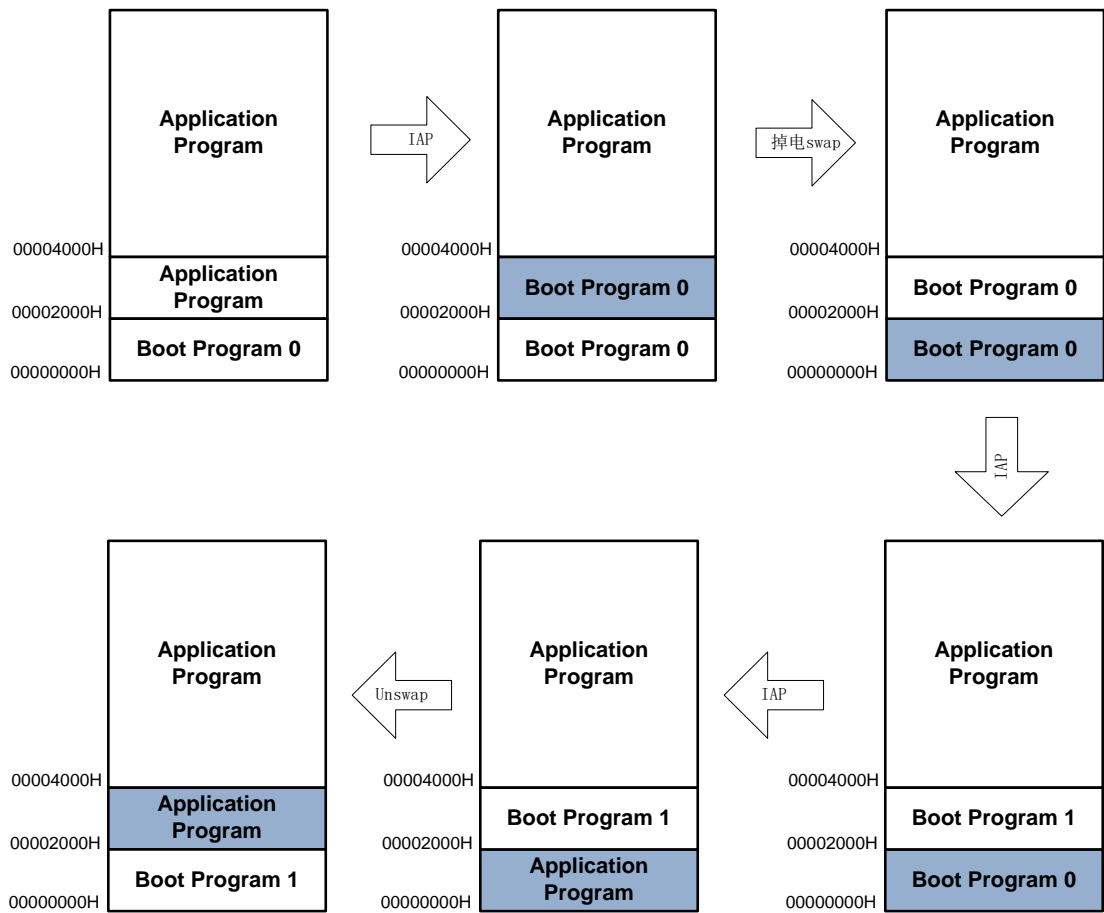 Application
Program
00004000H
Application
Program
00002000H
Boot Program 0
00000000H
IAP
Application
Program
00004000H
Boot Program 0
00002000H
Boot Program 0
00000000H
掉电swap
Application
Program
00004000H
Boot Program 0
00002000H
Boot Program 0
00000000H
IAP
Application
Program
00004000H
Boot Program 1
00002000H
Boot Program 0
00000000H
IAP
Application
Program
00004000H
Boot Program 1
00002000H
Application
Program
00000000H
Unswap
Application
Program
00004000H
Application
Program
00002000H
Boot Program 1
00000000H